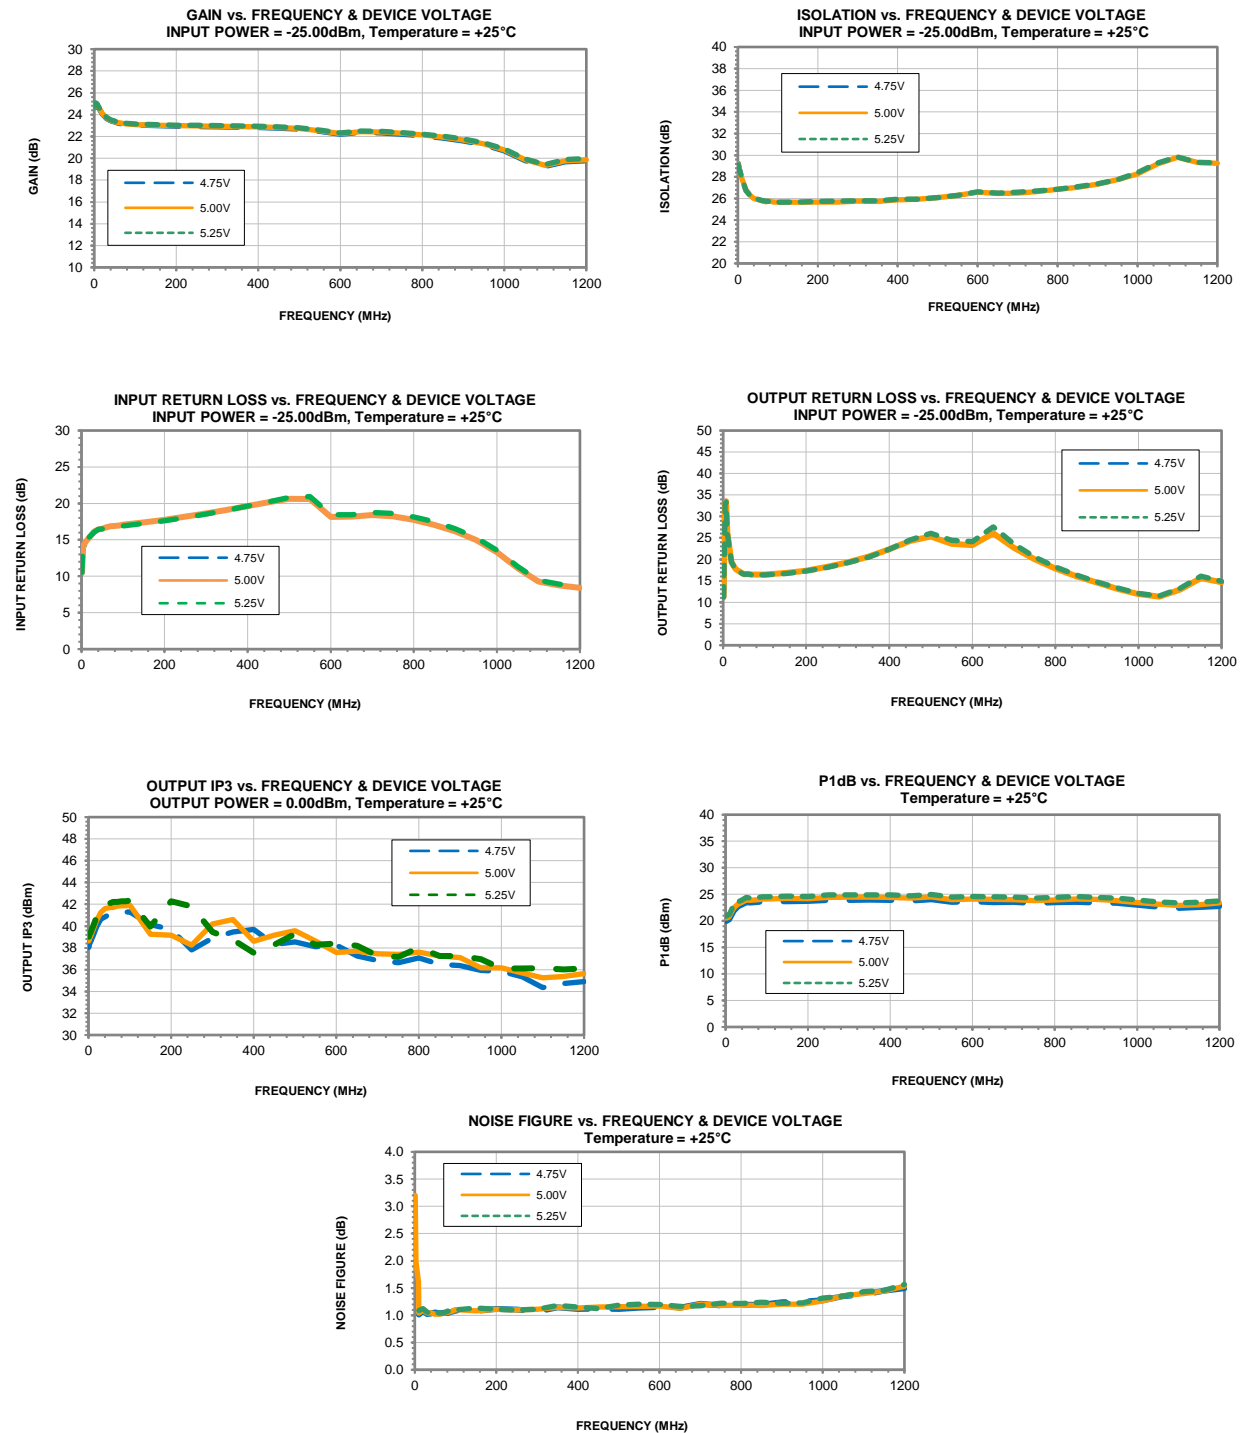 GAIN vs. FREQUENCY & DEVICE VOLTAGE
INPUT POWER = -25.00dBm, Temperature = +25°C
30
28
26
24
22
20
18
16
14
12
10
GAIN (dB)
4.75V
5.00V
5.25V
0 200 400 600 800 1000 1200
FREQUENCY (MHz)
ISOLATION vs. FREQUENCY & DEVICE VOLTAGE
INPUT POWER = -25.00dBm, Temperature = +25°C
40
38
36
34
32
30
28
26
24
22
20
ISOLATION (dB)
4.75V
5.00V
5.25V
0 200 400 600 800 1000 1200
FREQUENCY (MHz)
INPUT RETURN LOSS vs. FREQUENCY & DEVICE VOLTAGE
INPUT POWER = -25.00dBm, Temperature = +25°C
30
25
20
15
10
5
0
INPUT RETURN LOSS (dB)
4.75V
5.00V
5.25V
0 200 400 600 800 1000 1200
FREQUENCY (MHz)
OUTPUT RETURN LOSS vs. FREQUENCY & DEVICE VOLTAGE
INPUT POWER = -25.00dBm, Temperature = +25°C
50
45
40
35
30
25
20
15
10
5
0
OUTPUT RETURN LOSS (dB)
4.75V
5.00V
5.25V
0 200 400 600 800 1000 1200
FREQUENCY (MHz)
OUTPUT IP3 vs. FREQUENCY & DEVICE VOLTAGE
OUTPUT POWER = 0.00dBm, Temperature = +25°C
50
48
46
44
42
40
38
36
34
32
30
OUTPUT IP3 (dBm)
4.75V
5.00V
5.25V
0 200 400 600 800 1000 1200
FREQUENCY (MHz)
P1dB vs. FREQUENCY & DEVICE VOLTAGE
Temperature = +25°C
40
35
30
25
20
15
10
5
0
P1dB (dBm)
4.75V
5.00V
5.25V
0 200 400 600 800 1000 1200
FREQUENCY (MHz)
NOISE FIGURE vs. FREQUENCY & DEVICE VOLTAGE
Temperature = +25°C
4.0
3.5
3.0
2.5
2.0
1.5
1.0
0.5
0.0
NOISE FIGURE (dB)
4.75V
5.00V
5.25V
0 200 400 600 800 1000 1200
FREQUENCY (MHz)